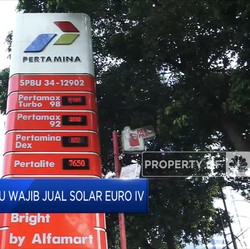 PERTAMINA
SPBU 34-12902
Pertamax
Turbo 98
Pertamax
92
Pertamina
Dex
Pertalite 7650
PROPERTY
U WAJIB JUAL SOLAR EURO IV
Bright
by Alfamart